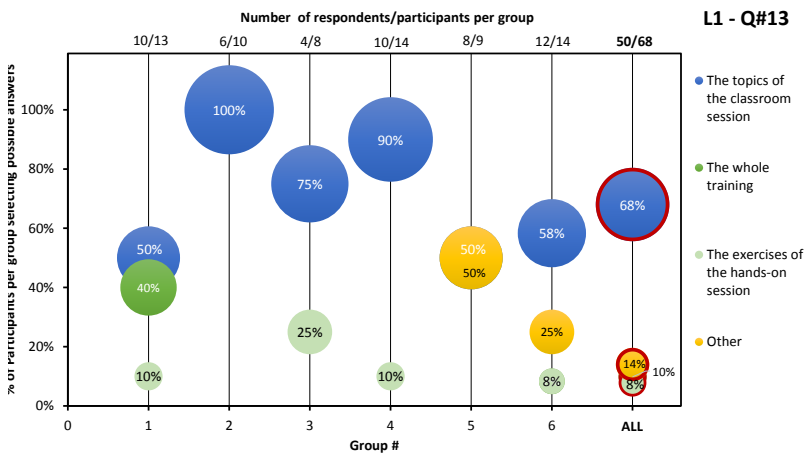 Number of respondents/participants per group
L1 - Q#13
10/13 6/10 4/8 10/14 8/9 12/14 50/68
% of Participants per group selecting possible answers
100%
80%
60%
40%
20%
0%
0 1 2 3 4 5 6 ALL
Group #
50%
40%
10%
100%
75%
25%
90%
10%
50%
50%
58%
25%
8%
68%
14%
10%
8%
The topics of
the classroom
session
The whole
training
The exercises of
the hands-on
session
Other